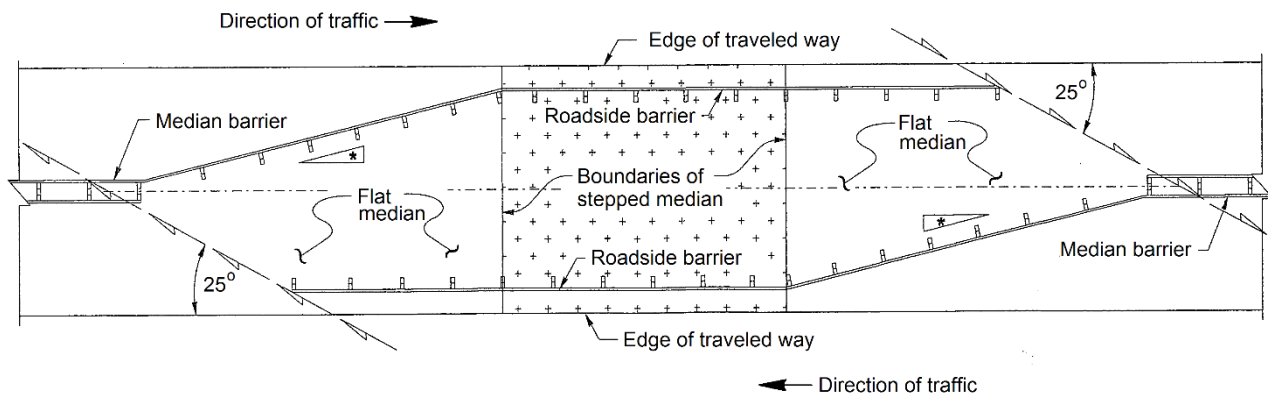 Direction of traffic
Edge of traveled way
25°
Roadside barrier
Flat
median
Median barrier
*
Boundaries of
stepped median
Flat
median
*
Median barrier
Roadside barrier
25°
Edge of traveled way
Direction of traffic